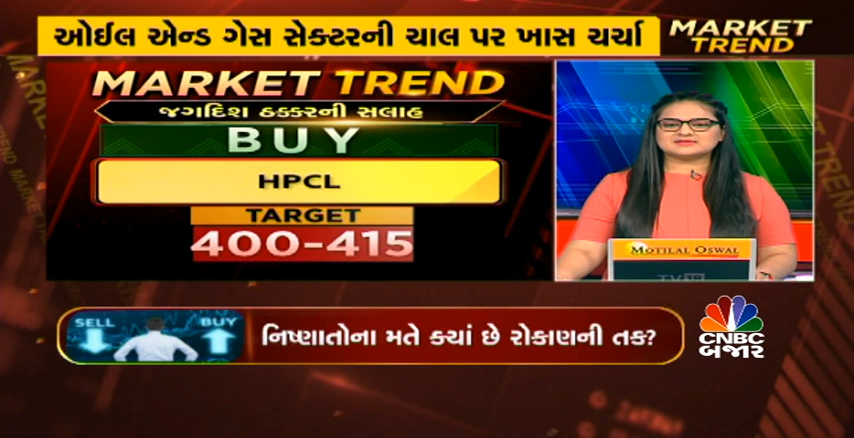 ઓઈલ એન્ડ ગેસ સેક્ટરની ચાલ પર ખાસ ચર્ચા
MARKET TREND
MARKET TREND
જગદિશ ઠક્કરની સલાહ
BUY
HPCL
TARGET
400-415
MOTILAL OSWAL
SELL
BUY
નિષ્ણાતોના મતે ક્યાં છે રોકાણની તક?
CNBC
બજાર